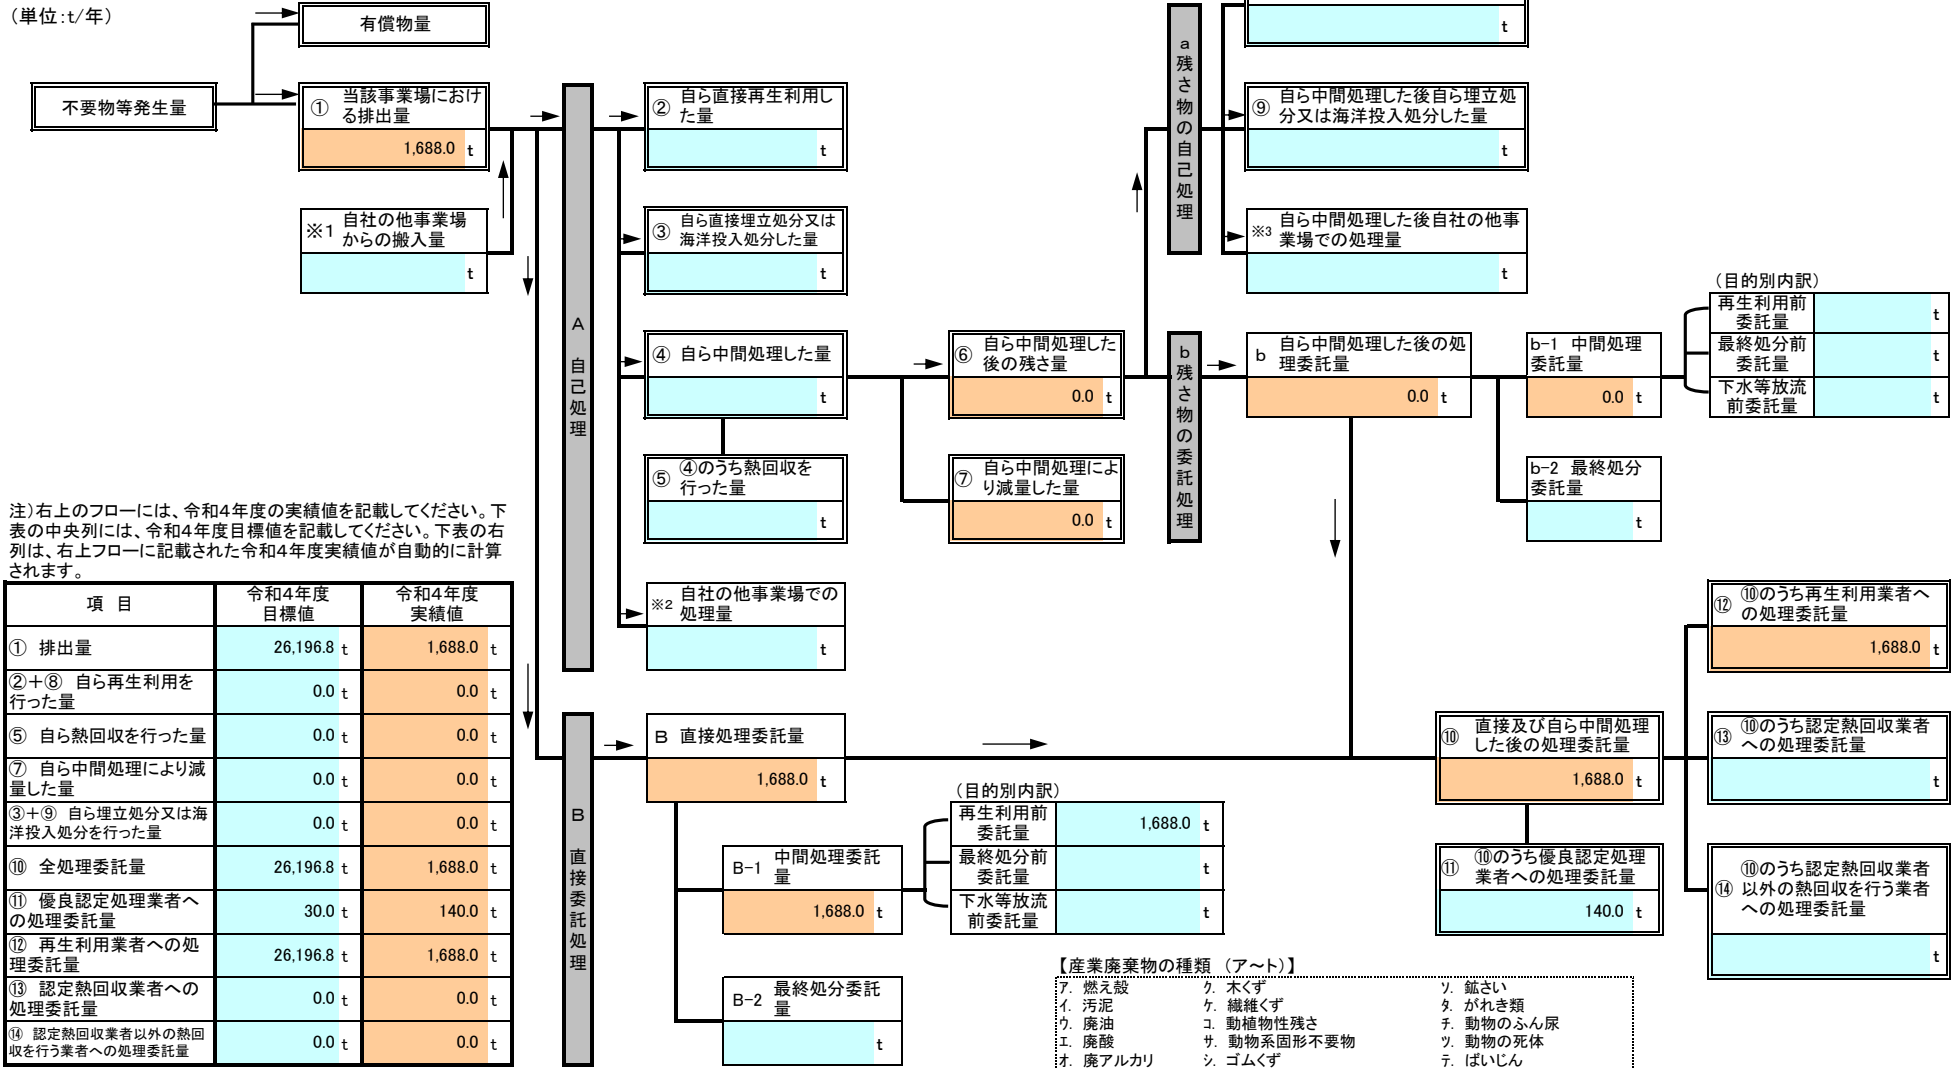 （単位：t/年）
有償物量
不要物等発生量
① 当該事業場におけ
る排出量
1,688.0 t
※1 自社の他事業場
からの搬入量
t
A 自己処理
② 自ら直接再生利用し
た量
t
③ 自ら直接埋立処分又は
海洋投入処分した量
t
④ 自ら中間処理した量
t
⑤ ④のうち熱回収を
行った量
t
※2 自社の他事業場での
処理量
t
⑥ 自ら中間処理した
後の残さ量
0.0 t
⑦ 自ら中間処理によ
り減量した量
0.0 t
a 残さ物の自己処理
t
⑨ 自ら中間処理した後自ら埋立処
分又は海洋投入処分した量
t
※3 自ら中間処理した後自社の他事
業場での処理量
t
b 残さ物の委託処理
b 自ら中間処理した後の処
理委託量
0.0 t
b-1 中間処理
委託量
0.0 t
b-2 最終処分
委託量
t
（目的別内訳）
再生利用前
委託量
t
最終処分前
委託量
t
下水等放流
前委託量
t
注）右上のフローには、令和４年度の実績値を記載してください。下
表の中央列には、令和４年度目標値を記載してください。下表の右
列は、右上フローに記載された令和４年度実績値が自動的に計算
されます。
項 目
令和４年度
目標値
令和４年度
実績値
① 排出量 26,196.8 t 1,688.0 t
②＋⑧ 自ら再生利用を
行った量 0.0 t 0.0 t
⑤ 自ら熱回収を行った量 0.0 t 0.0 t
⑦ 自ら中間処理により減
量した量 0.0 t 0.0 t
③＋⑨ 自ら埋立処分又は海
洋投入処分を行った量 0.0 t 0.0 t
⑩ 全処理委託量 26,196.8 t 1,688.0 t
⑪ 優良認定処理業者へ
の処理委託量 30.0 t 140.0 t
⑫ 再生利用業者への処
理委託量 26,196.8 t 1,688.0 t
⑬ 認定熱回収業者への
処理委託量 0.0 t 0.0 t
⑭ 認定熱回収業者以外の熱回
収を行う業者への処理委託量 0.0 t 0.0 t
B 直接委託処理
B 直接処理委託量
1,688.0 t
B-1 中間処理委託
量
1,688.0 t
B-2 最終処分委託
量
t
（目的別内訳）
再生利用前
委託量
1,688.0 t
最終処分前
委託量
t
下水等放流
前委託量
t
⑩ 直接及び自ら中間処理
した後の処理委託量
1,688.0 t
⑪ ⑩のうち優良認定処理
業者への処理委託量
140.0 t
⑫ ⑩のうち再生利用業者へ
の処理委託量
1,688.0 t
⑬ ⑩のうち認定熱回収業者
への処理委託量
t
⑭ ⑩のうち認定熱回収業者
以外の熱回収を行う業者
への処理委託量
t
【産業廃棄物の種類 （ア～ト）】
ア. 燃え殻 ク. 木くず ソ. 鉱さい
イ. 汚泥 ケ. 繊維くず タ. がれき類
ウ. 廃油 コ. 動植物性残さ チ. 動物のふん尿
エ. 廃酸 サ. 動物系固形不要物 ツ. 動物の死体
オ. 廃アルカリ シ. ゴムくず テ. ばいじん